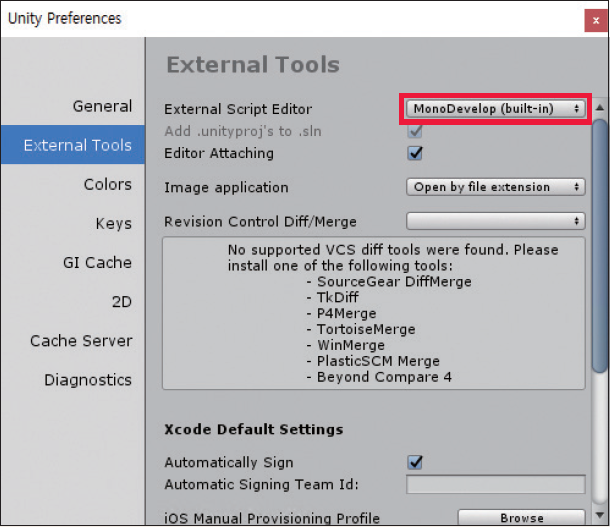 Unity Preferences
x
External Tools
General
External Tools
Colors
Keys
GI Cache
2D
Cache Server
Diagnostics
External Script Editor
MonoDevelop (built-in)
Add .unityproj's to .sln
Editor Attaching
Image application
Open by file extension
Revision Control Diff/Merge
No supported VCS diff tools were found. Please
install one of the following tools:
- SourceGear DiffMerge
- TkDiff
- P4Merge
- TortoiseMerge
- WinMerge
- PlasticSCM Merge
- Beyond Compare 4
Xcode Default Settings
Automatically Sign
Automatic Signing Team Id:
iOS Manual Provisioning Profile
Browse